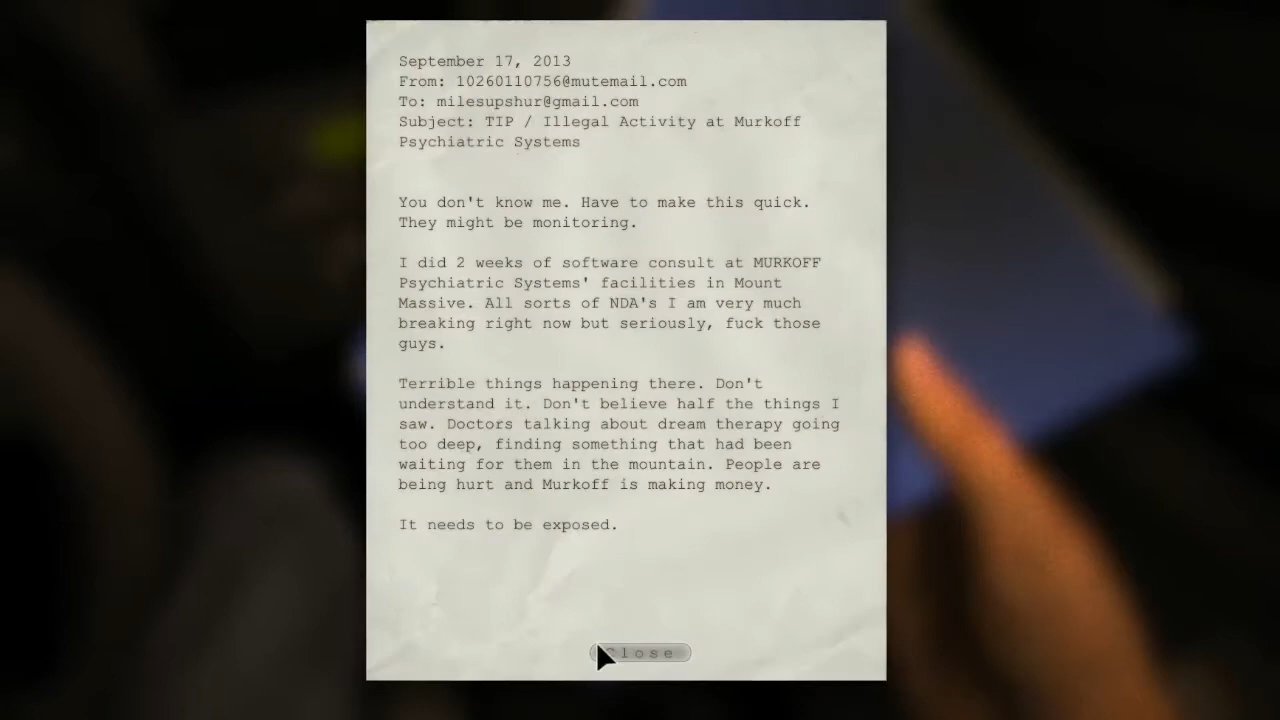 September 17, 2013
From: 10260110756@mutemail.com
To: milesupshur@gmail.com
Subject: TIP / Illegal Activity at Murkoff
Psychiatric Systems
You don't know me. Have to make this quick.
They might be monitoring.
I did 2 weeks of software consult at MURKOFF
Psychiatric Systems' facilities in Mount
Massive. All sorts of NDA's I am very much
breaking right now but seriously, fuck those
guys.
Terrible things happening there. Don't
understand it. Don't believe half the things I
saw. Doctors talking about dream therapy going
too deep, finding something that had been
waiting for them in the mountain. People are
being hurt and Murkoff is making money.
It needs to be exposed.
Close